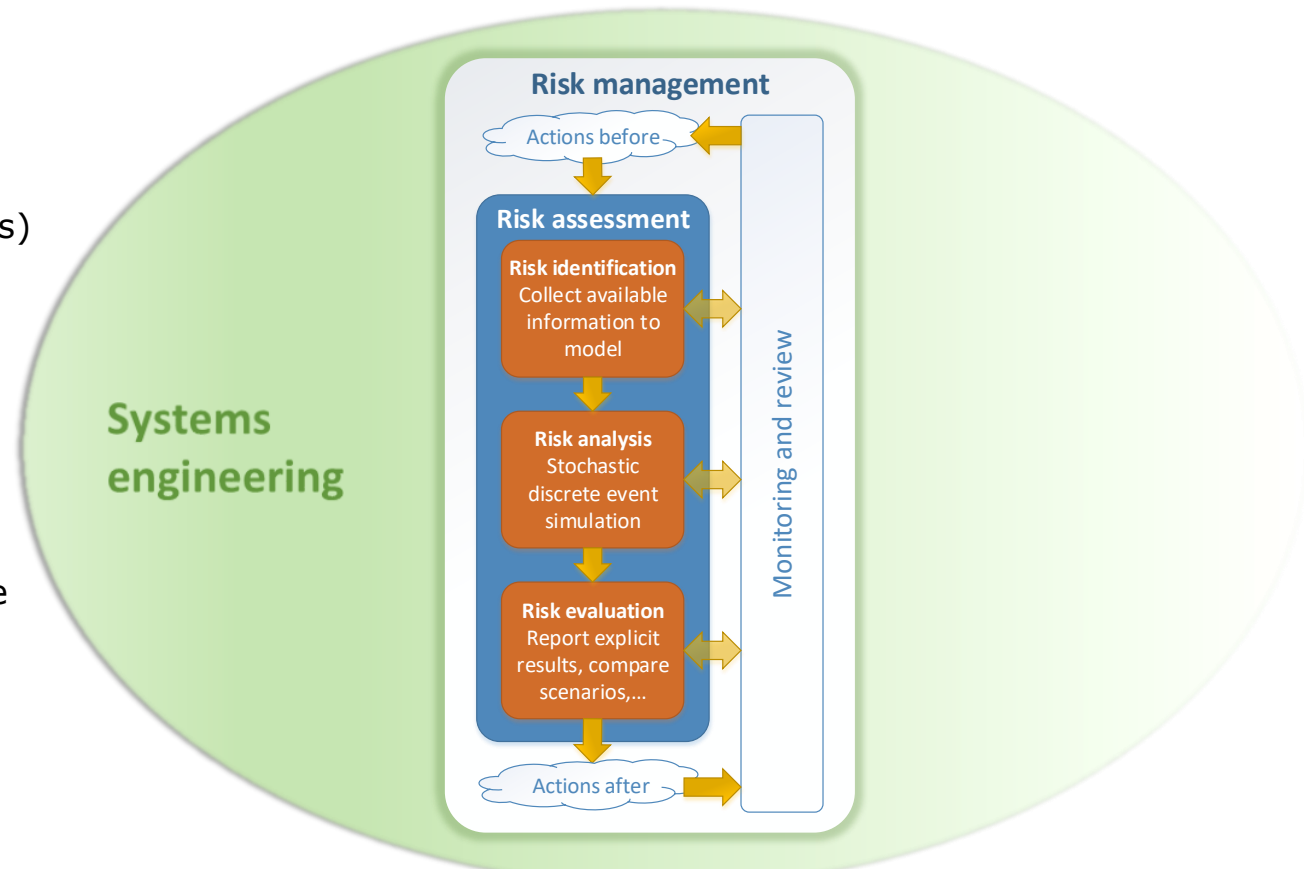 Risk management
Actions before
Risk assessment
Risk identification
Collect available
information to
model
s)
Systems
engineering
Risk analysis
Stochastic
discrete event
simulation
Monitoring and review
e
Risk evaluation
Report explicit
results, compare
scenarios,...
Actions after